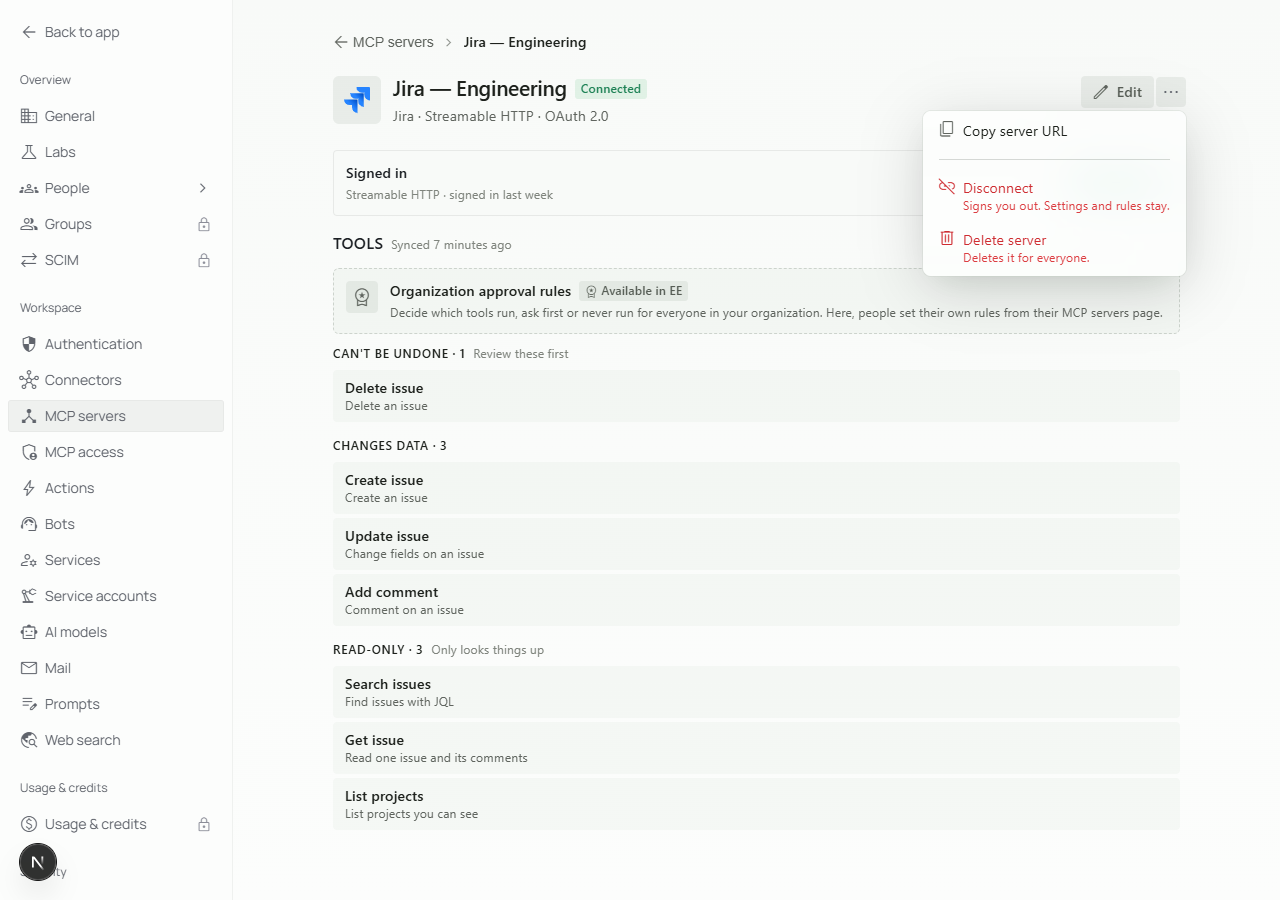 Back to app
Overview
General
Labs
People
Groups
SCIM
Workspace
Authentication
Connectors
MCP servers
MCP access
Actions
Bots
Services
Service accounts
AI models
Mail
Prompts
Web search
Usage & credits
Usage & credits
N
MCP servers
Jira — Engineering
Jira — Engineering
Connected
Jira · Streamable HTTP · OAuth 2.0
Edit
Copy server URL
Disconnect
Signs you out. Settings and rules stay.
Delete server
Deletes it for everyone.
Signed in
Streamable HTTP · signed in last week
TOOLS Synced 7 minutes ago
Organization approval rules Available in EE
Decide which tools run, ask first or never run for everyone in your organization. Here, people set their own rules from their MCP servers page.
CAN'T BE UNDONE · 1 Review these first
Delete issue
Delete an issue
CHANGES DATA · 3
Create issue
Create an issue
Update issue
Change fields on an issue
Add comment
Comment on an issue
READ-ONLY · 3 Only looks things up
Search issues
Find issues with JQL
Get issue
Read one issue and its comments
List projects
List projects you can see